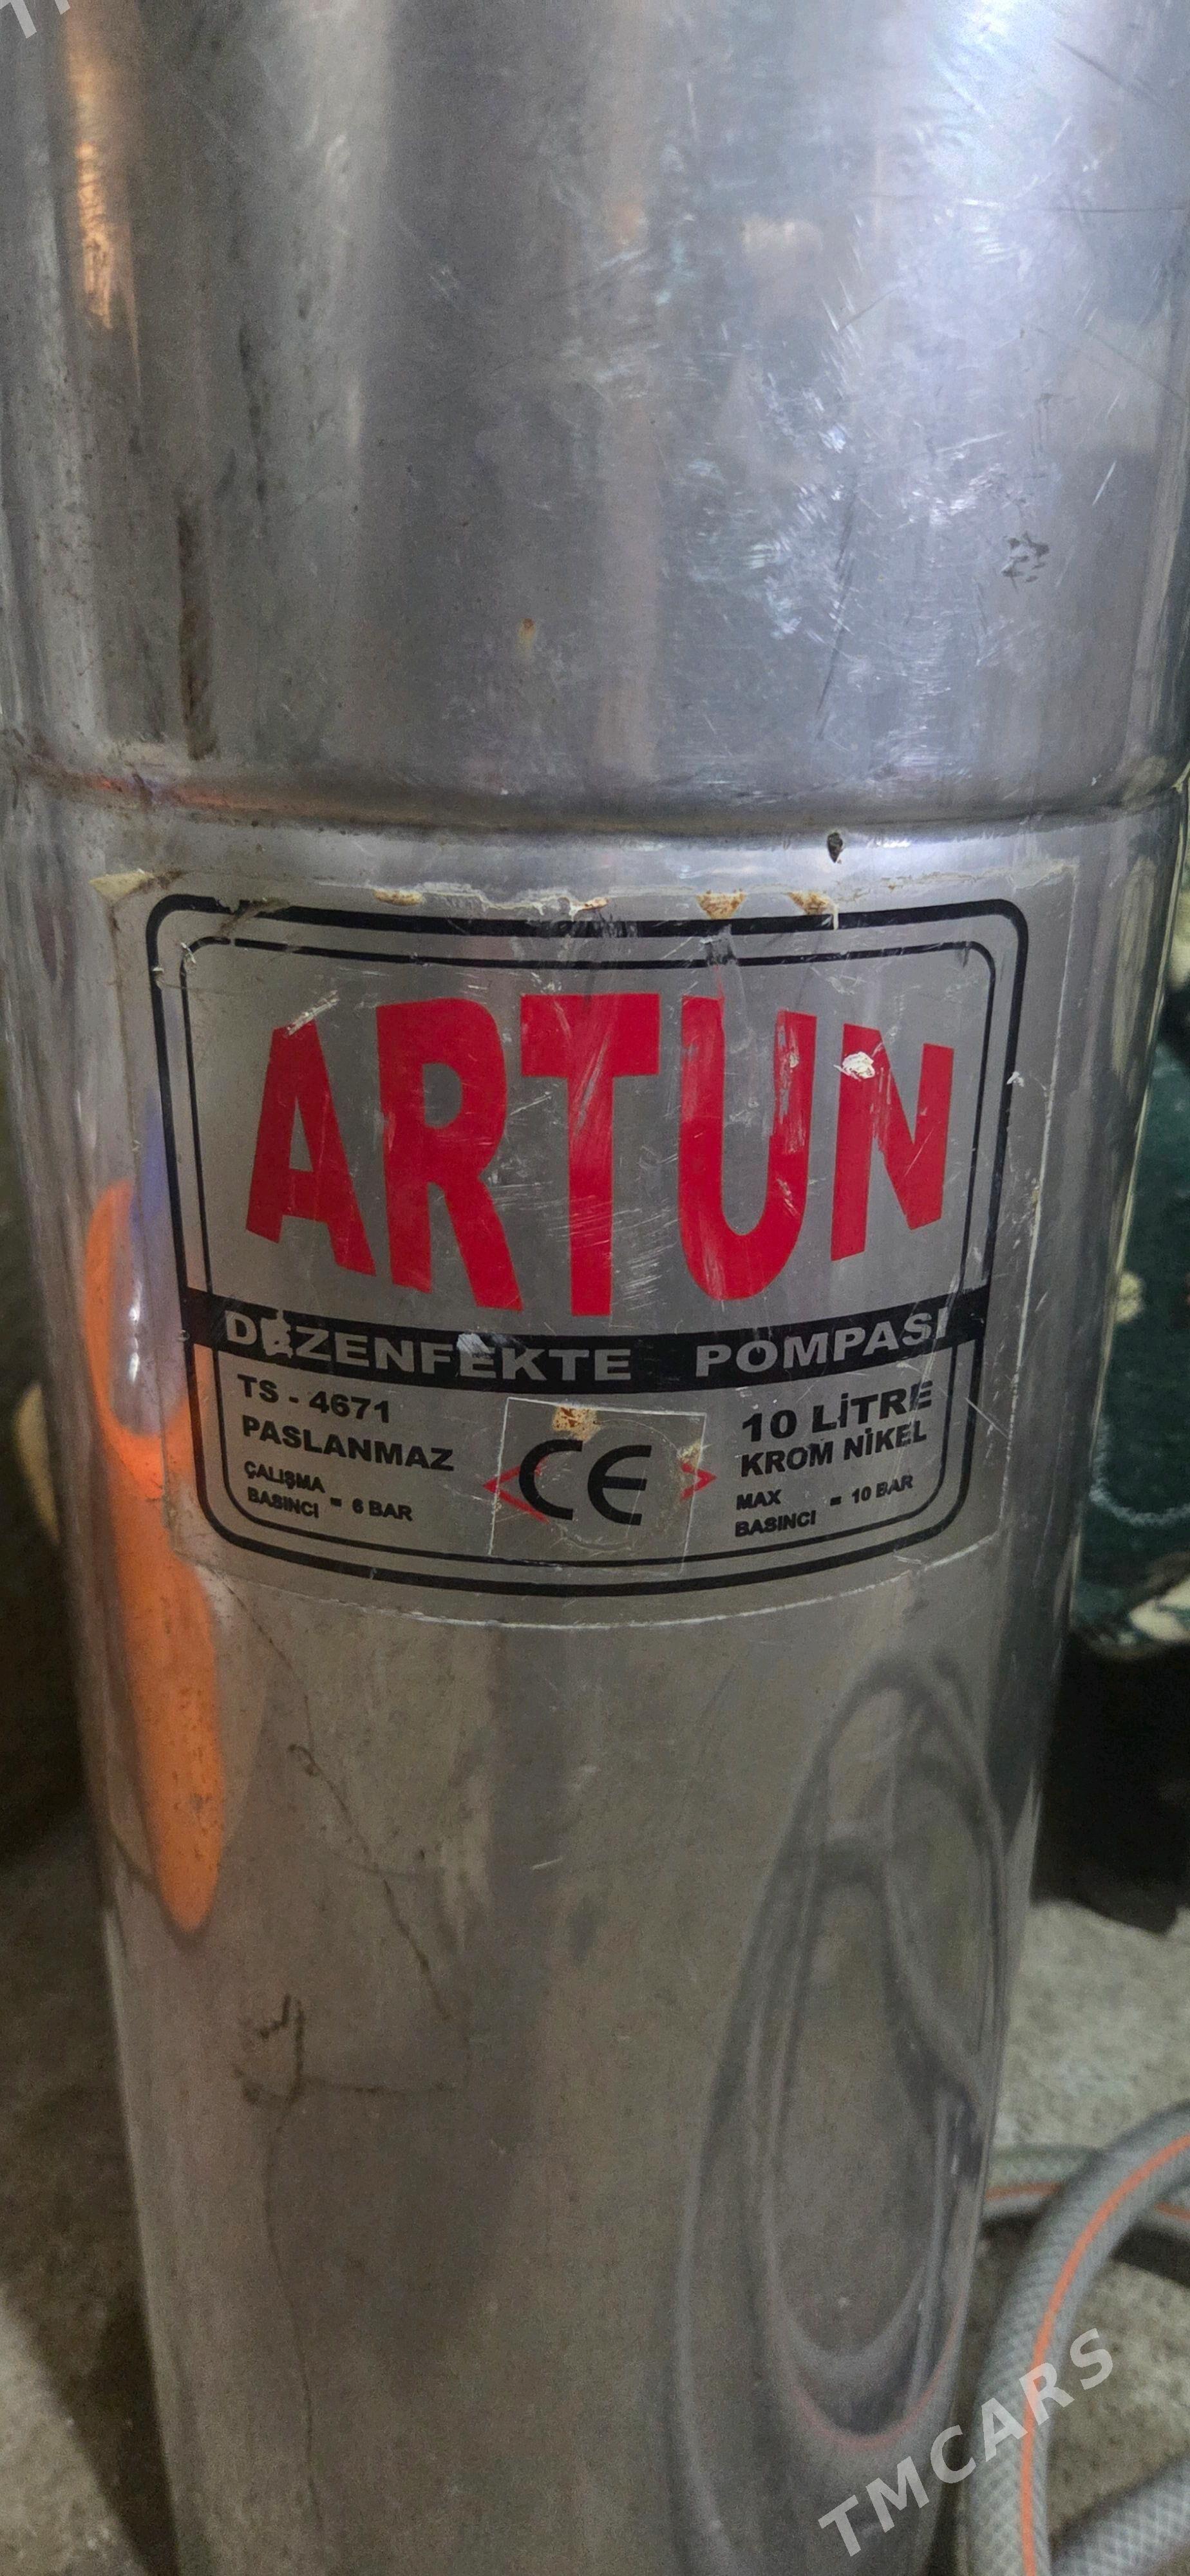 ARTUN
DEZENFEKTE POMPASI
TS - 4671
PASLANMAZ
ÇALIŞMA
BASINCI = 6 BAR
CE
10 LİTRE
KROM NİKEL
MAX
BASINCI = 10 BAR
TMCARS